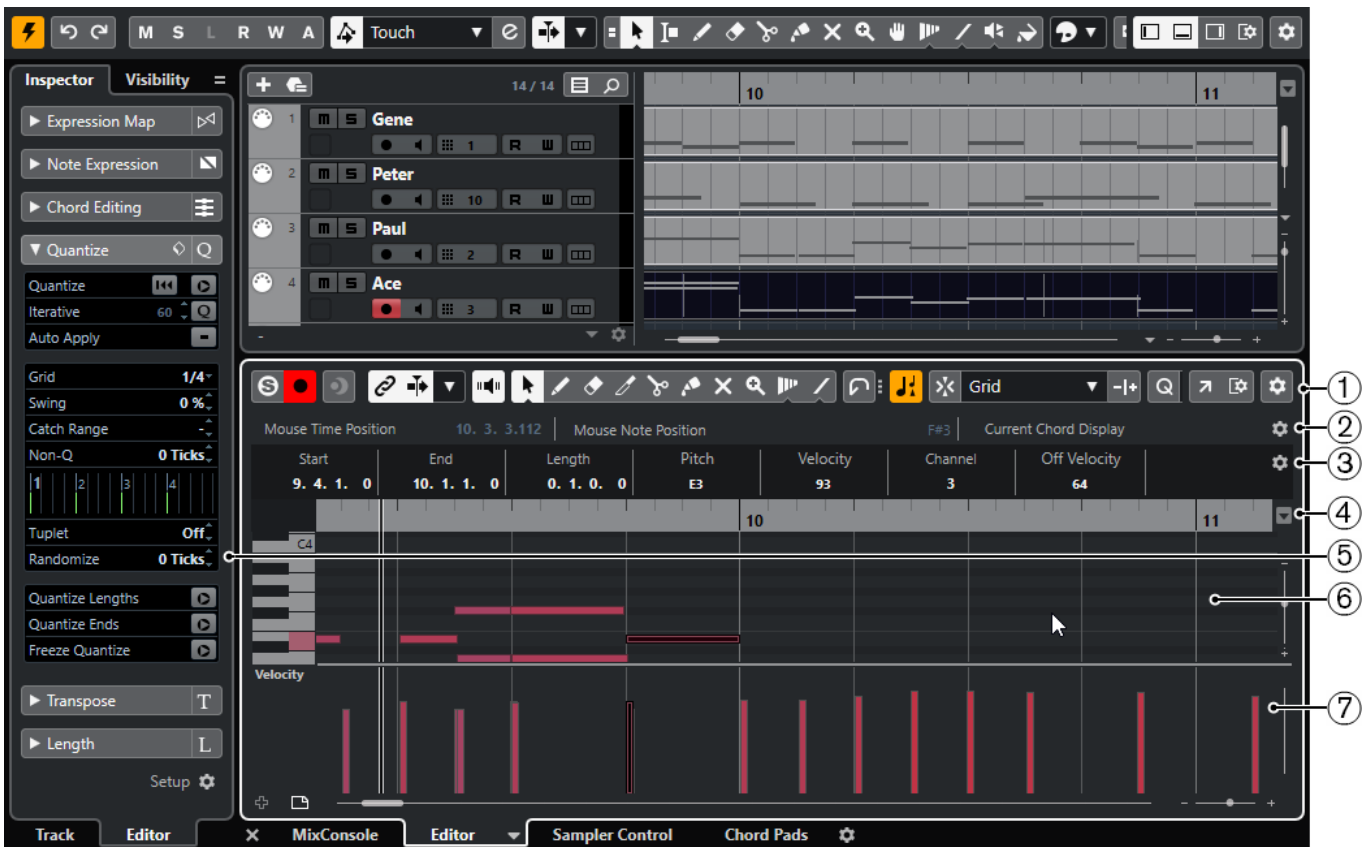 M S L R W A Touch
Inspector Visibility
Expression Map
Note Expression
Chord Editing
Quantize Q
Quantize
Iterative 60 Q
Auto Apply
Grid 1/4
Swing 0 %
Catch Range -
Non-Q 0 Ticks
1 2 3 4
Tuplet Off
Randomize 0 Ticks
Quantize Lengths
Quantize Ends
Freeze Quantize
Transpose T
Length L
Setup
Track Editor
14 / 14
10 11
1 m S Gene
1 R W
2 m S Peter
10 R W
3 m S Paul
2 R W
4 m S Ace
3 R W
-
S Grid Q
Mouse Time Position 10. 3. 3.112 Mouse Note Position F#3 Current Chord Display
Start End Length Pitch Velocity Channel Off Velocity
9. 4. 1. 0 10. 1. 1. 0 0. 1. 0. 0 E3 93 3 64
10 11
C4
Velocity
MixConsole Editor Sampler Control Chord Pads
1
2
3
4
5
6
7